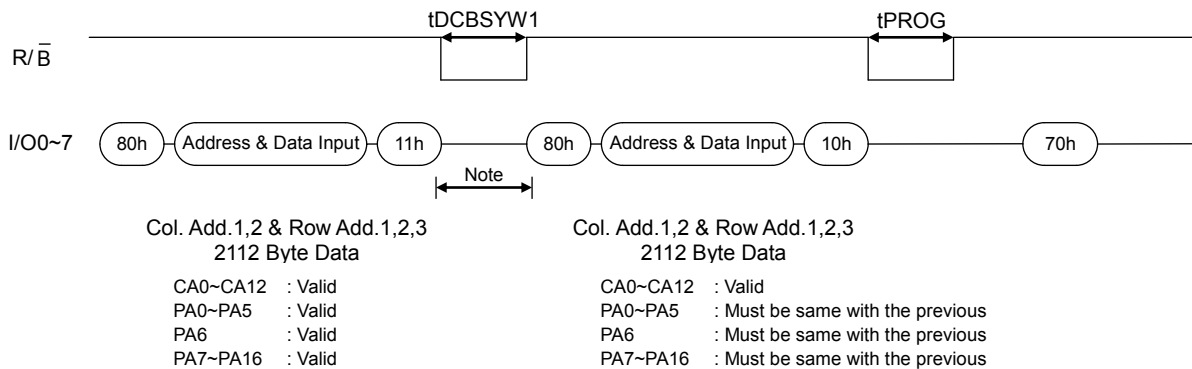 tDCBSYW1 tPROG
R/B̅
I/O0~7 80h Address & Data Input 11h 80h Address & Data Input 10h 70h
Note
Col. Add.1,2 & Row Add.1,2,3 Col. Add.1,2 & Row Add.1,2,3
2112 Byte Data 2112 Byte Data
CA0~CA12 : Valid CA0~CA12 : Valid
PA0~PA5 : Valid PA0~PA5 : Must be same with the previous
PA6 : Valid PA6 : Must be same with the previous
PA7~PA16 : Valid PA7~PA16 : Must be same with the previous